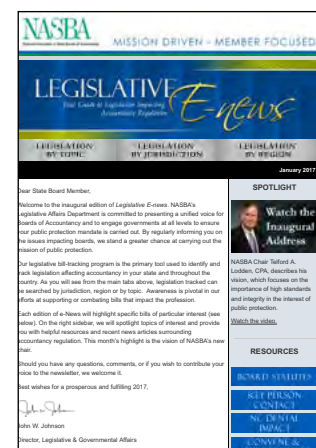 NASBA
MISSION DRIVEN – MEMBER FOCUSED
LEGISLATIVE
Your Guide to Legislation Impacting
Accountancy Regulation
E-news
LEGISLATION
BY TOPIC
LEGISLATION
BY JURISDICTION
LEGISLATION
BY REGION
January 2017
Dear State Board Member,
Welcome to the inaugural edition of Legislative E-news. NASBA's
Legislative Affairs Department is committed to presenting a unified voice for
Boards of Accountancy and to engage governments at all levels to ensure
your public protection mandate is carried out. By regularly informing you on
the issues impacting boards, we stand a greater chance at carrying out the
mission of public protection.
Our legislative bill-tracking program is the primary tool used to identify and
track legislation affecting accountancy in your state and throughout the
country. As you will see from the main tabs above, legislation tracked can
be searched by jurisdiction, region or by topic. Awareness is pivotal in our
efforts at supporting or combating bills that impact the profession.
Each edition of e-News will highlight specific bills of particular interest (see
below). On the right sidebar, we will spotlight topics of interest and provide
you with helpful resources and recent news articles surrounding
accountancy regulation. This month's highlight is the vision of NASBA's new
chair.
Should you have any questions, comments, or if you wish to contribute your
voice to the newsletter, we welcome it.
Best wishes for a prosperous and fulfilling 2017,
John W. Johnson
Director, Legislative & Governmental Affairs
SPOTLIGHT
Watch the
Inaugural
Address
NASBA Chair Telford A.
Lodden, CPA, describes his
vision, which focuses on the
importance of high standards
and integrity in the interest of
public protection.
Watch the video.
RESOURCES
BOARD STATUTES
KEY PERSON
CONTACT
NC DENTAL
IMPACT
CONVENE &